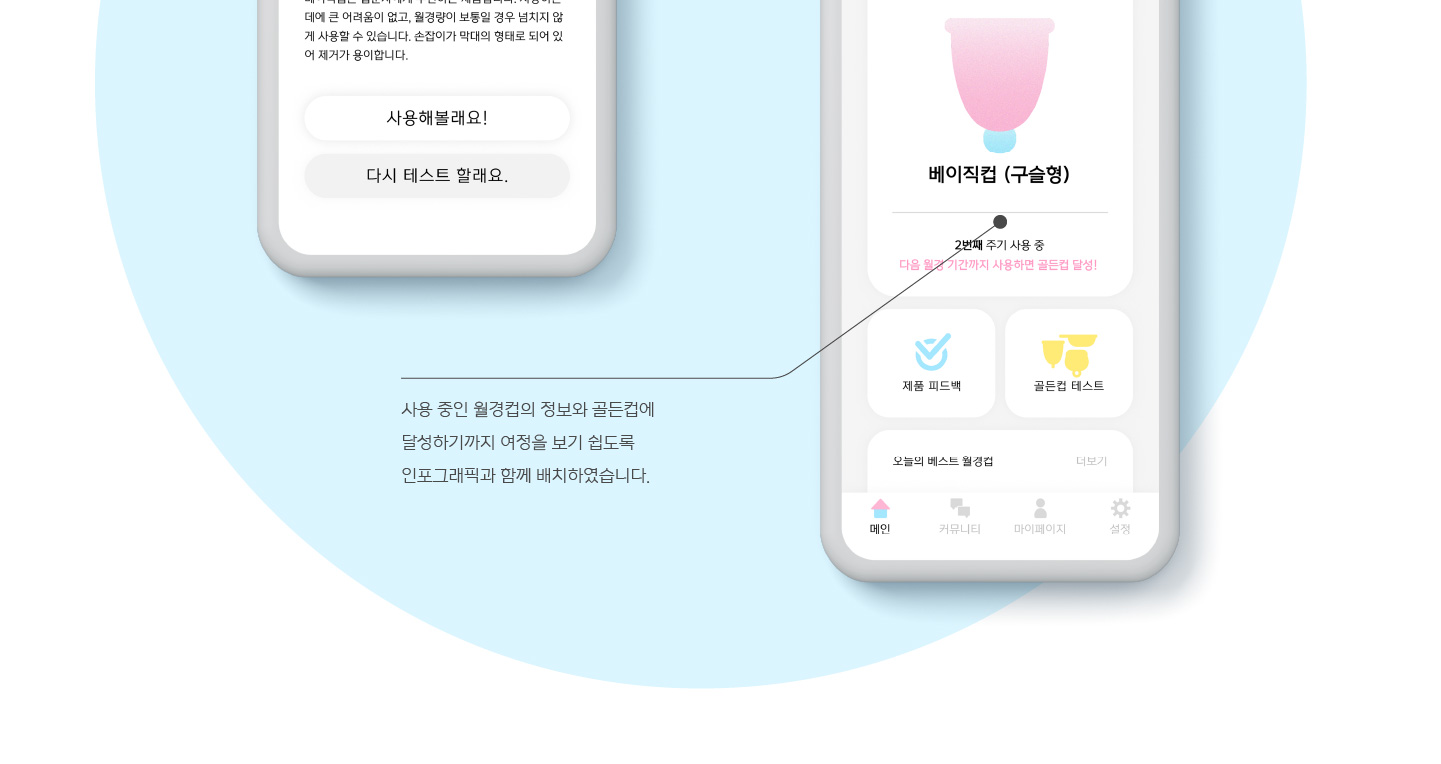 데에 큰 어려움이 없고, 월경량이 보통일 경우 넘치지 않
게 사용할 수 있습니다. 손잡이가 막대의 형태로 되어 있
어 제거가 용이합니다.
사용해볼래요!
다시 테스트 할래요.
베이직컵 (구슬형)
2번째 주기 사용 중
다음 월경 기간까지 사용하면 골든컵 달성!
제품 피드백
골든컵 테스트
사용 중인 월경컵의 정보와 골든컵에
달성하기까지 여정을 보기 쉽도록
인포그래픽과 함께 배치하였습니다.
오늘의 베스트 월경컵
더보기
메인
커뮤니티
마이페이지
설정